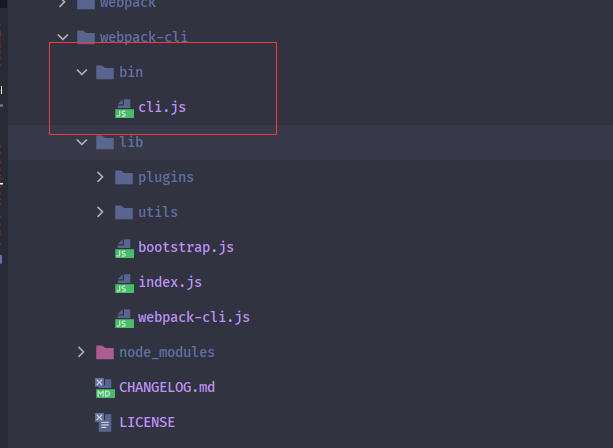 webpack
webpack-cli
bin
JS cli.js
lib
plugins
utils
JS bootstrap.js
JS index.js
JS webpack-cli.js
node_modules
MD CHANGELOG.md
LICENSE